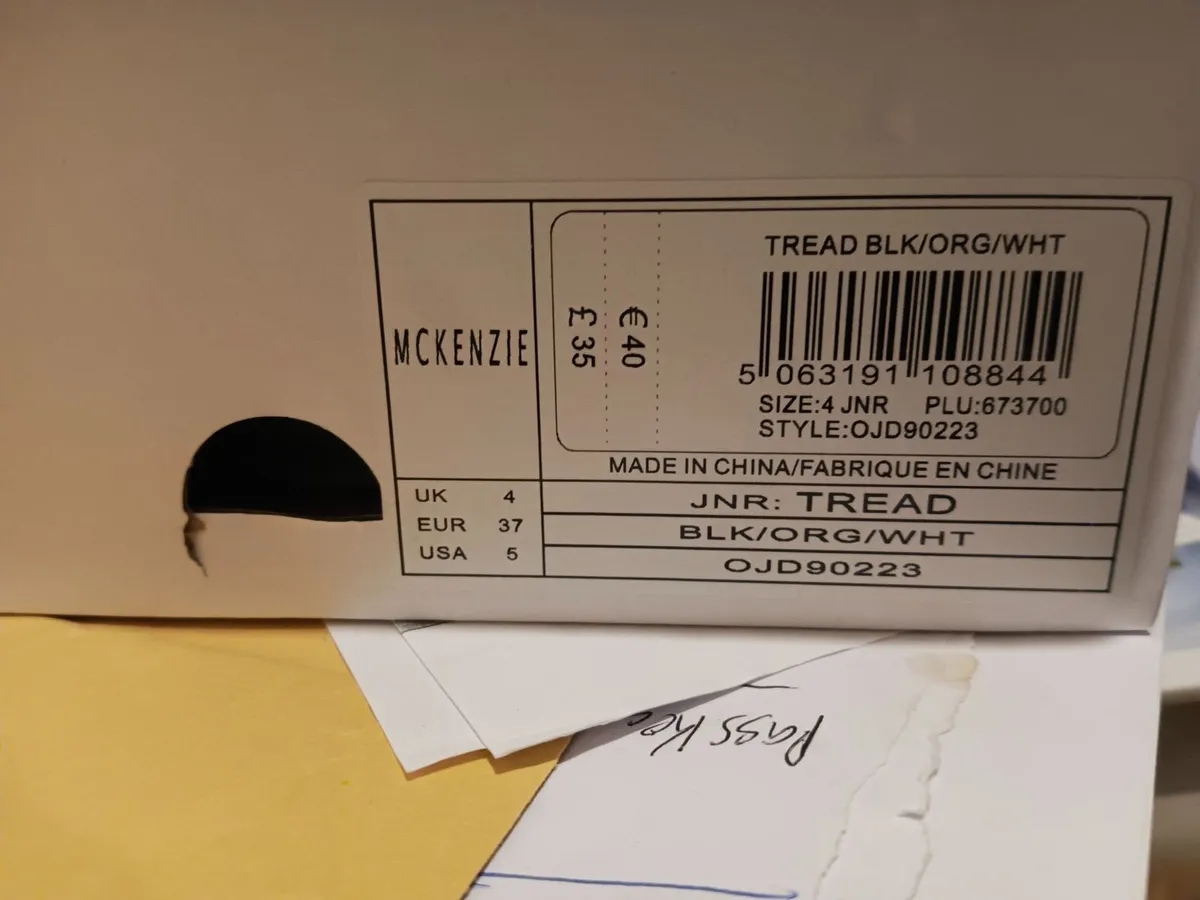 MCKENZIE
£ 35
€ 40
TREAD BLK/ORG/WHT
5 063191 108844
SIZE:4 JNR PLU:673700
STYLE:OJD90223
MADE IN CHINA/FABRIQUE EN CHINE
UK 4
EUR 37
USA 5
JNR: TREAD
BLK/ORG/WHT
OJD90223
Pass